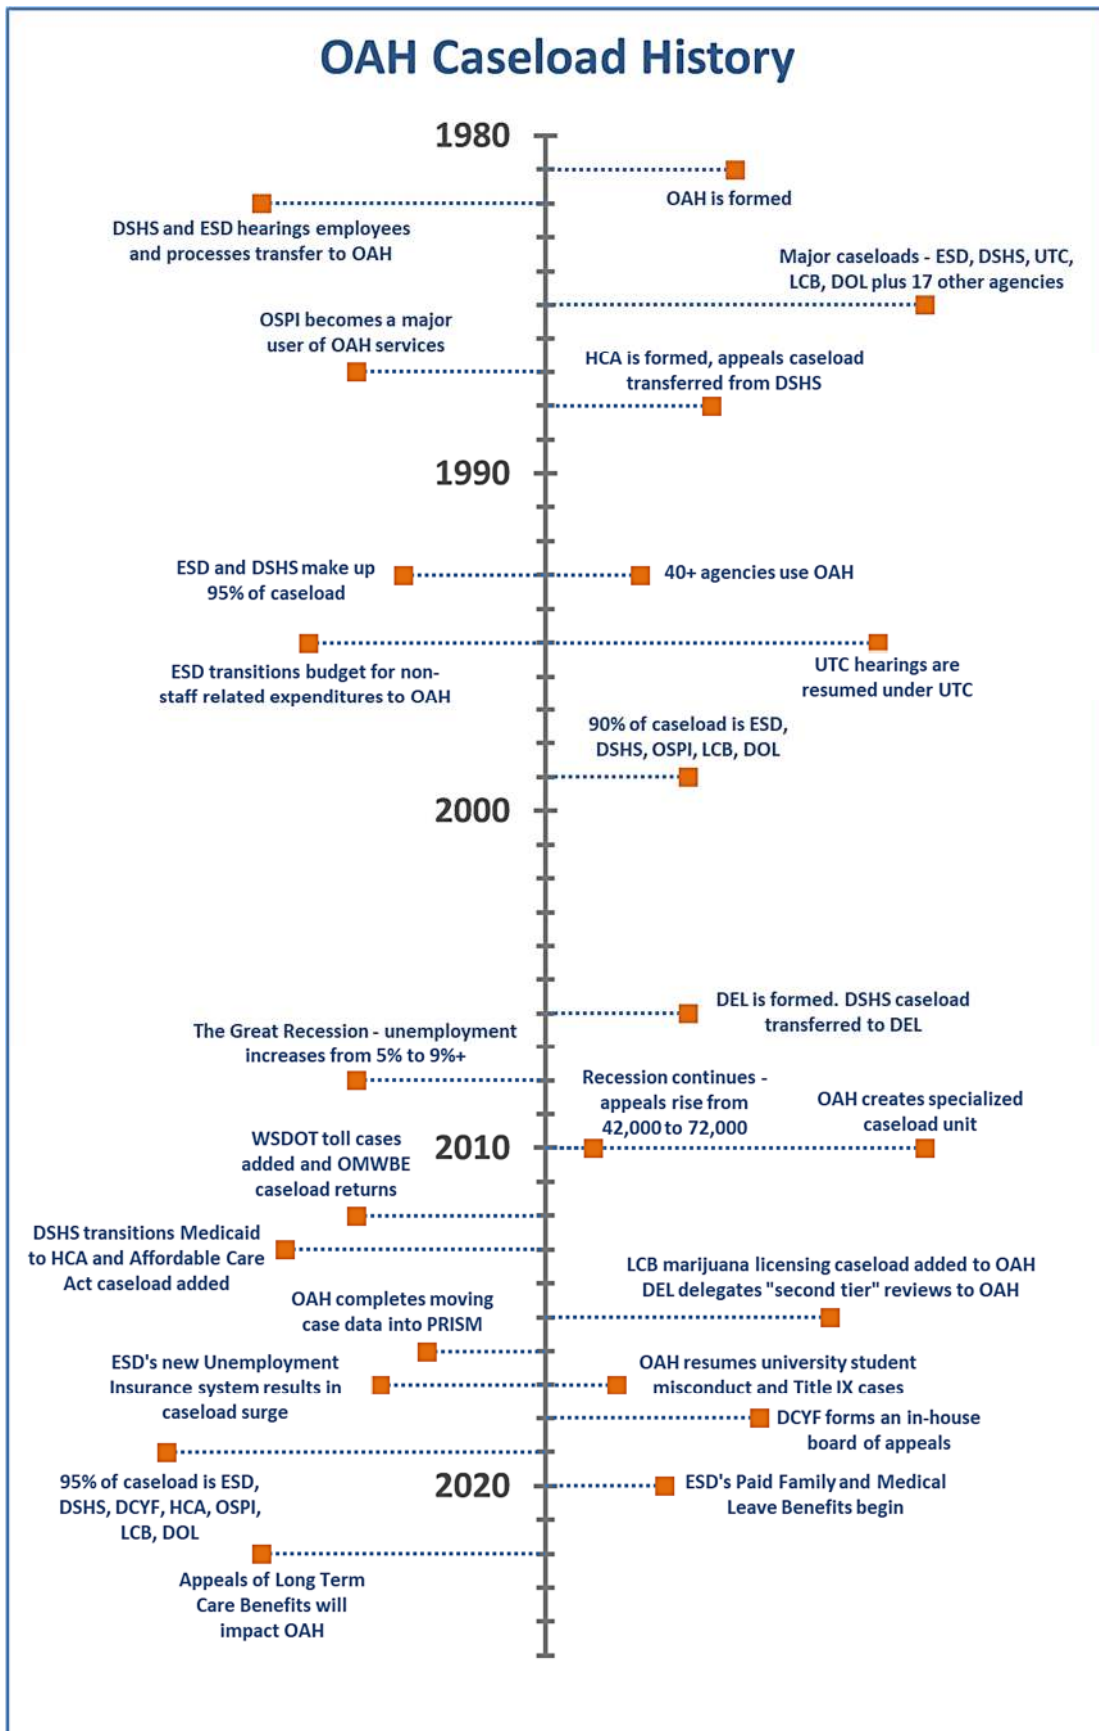 OAH Caseload History
1980
OAH is formed
DSHS and ESD hearings employees
and processes transfer to OAH
Major caseloads - ESD, DSHS, UTC,
LCB, DOL plus 17 other agencies
OSPI becomes a major
user of OAH services
HCA is formed, appeals caseload
transferred from DSHS
1990
ESD and DSHS make up
95% of caseload
40+ agencies use OAH
ESD transitions budget for non-
staff related expenditures to OAH
UTC hearings are
resumed under UTC
90% of caseload is ESD,
DSHS, OSPI, LCB, DOL
2000
DEL is formed. DSHS caseload
transferred to DEL
The Great Recession - unemployment
increases from 5% to 9%+
Recession continues -
appeals rise from
42,000 to 72,000
OAH creates specialized
caseload unit
2010
WSDOT toll cases
added and OMWBE
caseload returns
DSHS transitions Medicaid
to HCA and Affordable Care
Act caseload added
LCB marijuana licensing caseload added to OAH
DEL delegates "second tier" reviews to OAH
OAH completes moving
case data into PRISM
ESD's new Unemployment
Insurance system results in
caseload surge
OAH resumes university student
misconduct and Title IX cases
DCYF forms an in-house
board of appeals
95% of caseload is ESD,
DSHS, DCYF, HCA, OSPI,
LCB, DOL
2020
ESD's Paid Family and Medical
Leave Benefits begin
Appeals of Long Term
Care Benefits will
impact OAH